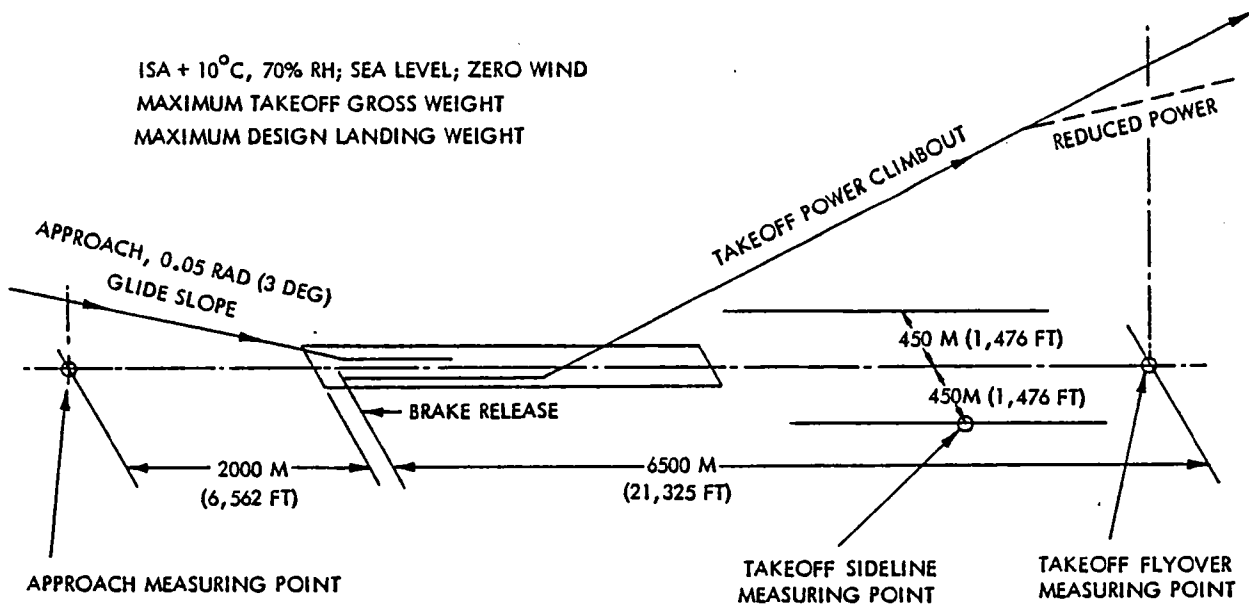 ISA + 10°C, 70% RH; SEA LEVEL; ZERO WIND
MAXIMUM TAKEOFF GROSS WEIGHT
MAXIMUM DESIGN LANDING WEIGHT
REDUCED POWER
TAKEOFF POWER CLIMBOUT
APPROACH, 0.05 RAD (3 DEG)
GLIDE SLOPE
450 M (1,476 FT)
450M (1,476 FT)
BRAKE RELEASE
2000 M
(6,562 FT)
6500 M
(21,325 FT)
APPROACH MEASURING POINT
TAKEOFF SIDELINE
MEASURING POINT
TAKEOFF FLYOVER
MEASURING POINT